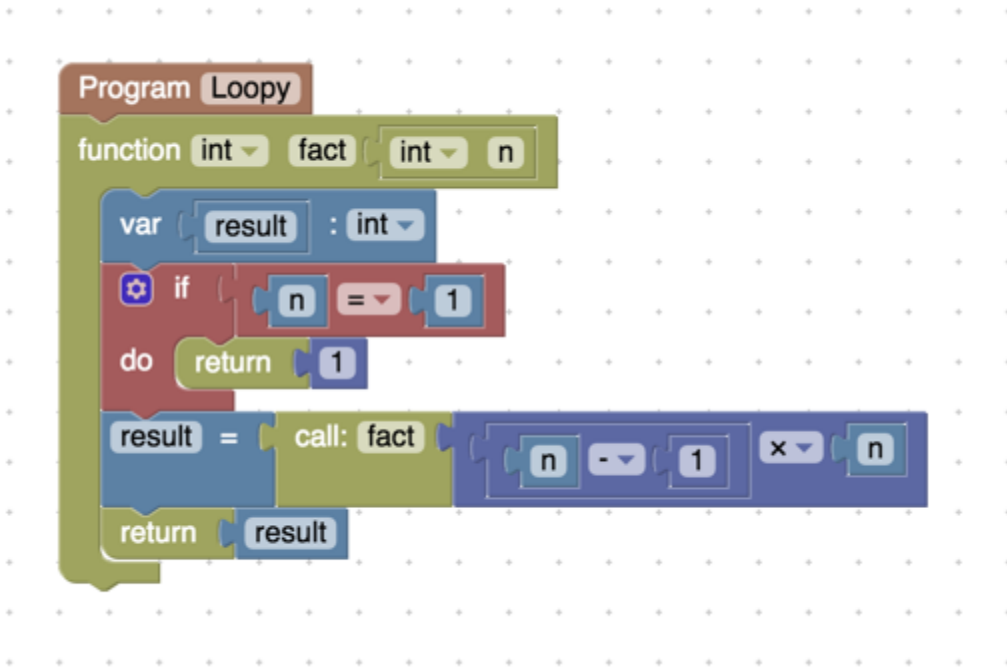 Program Loopy
function int fact int n
var result : int
if n = 1
do return 1
result = call: fact n - 1 × n
return result